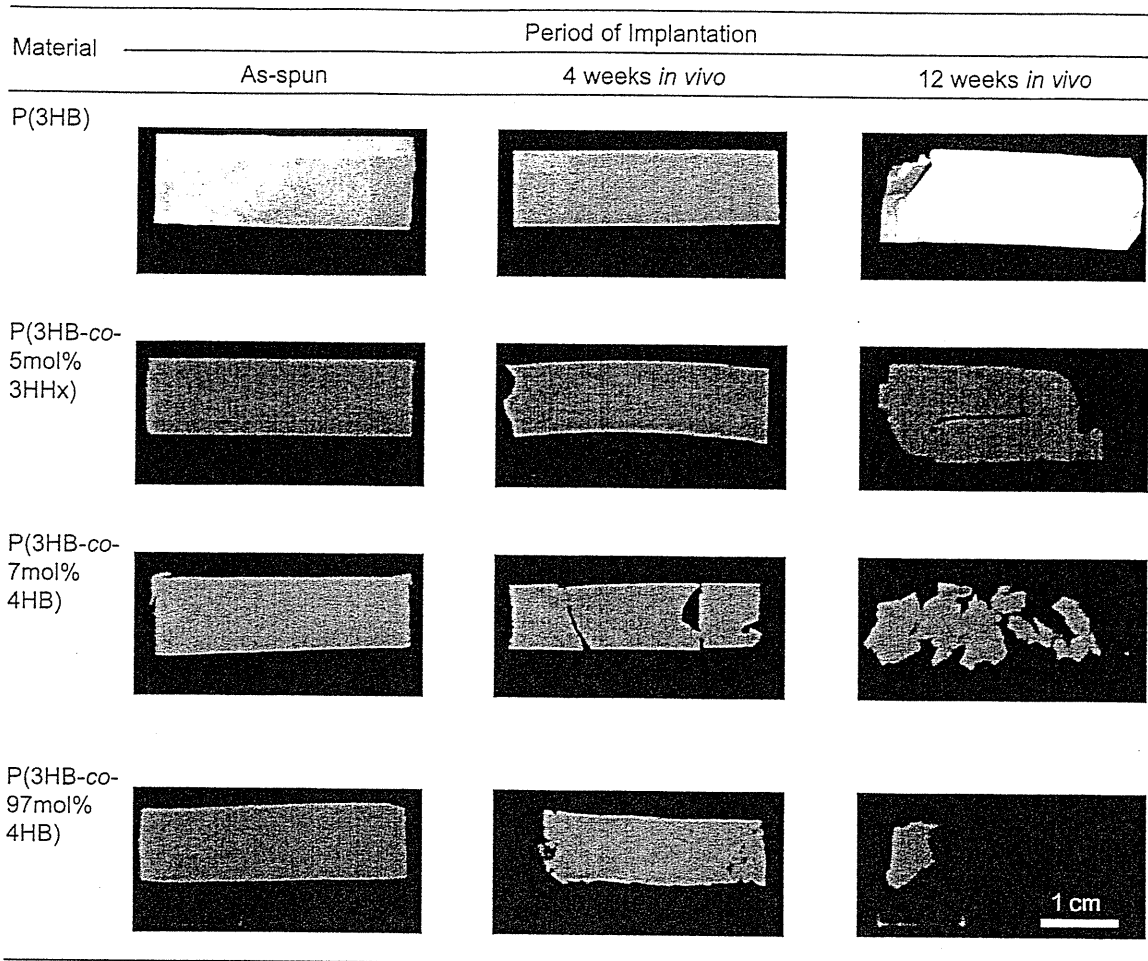 Period of Implantation
Material
As-spun 4 weeks in vivo 12 weeks in vivo
P(3HB)
P(3HB-co-
5mol%
3HHx)
P(3HB-co-
7mol%
4HB)
P(3HB-co-
97mol%
4HB)
1 cm